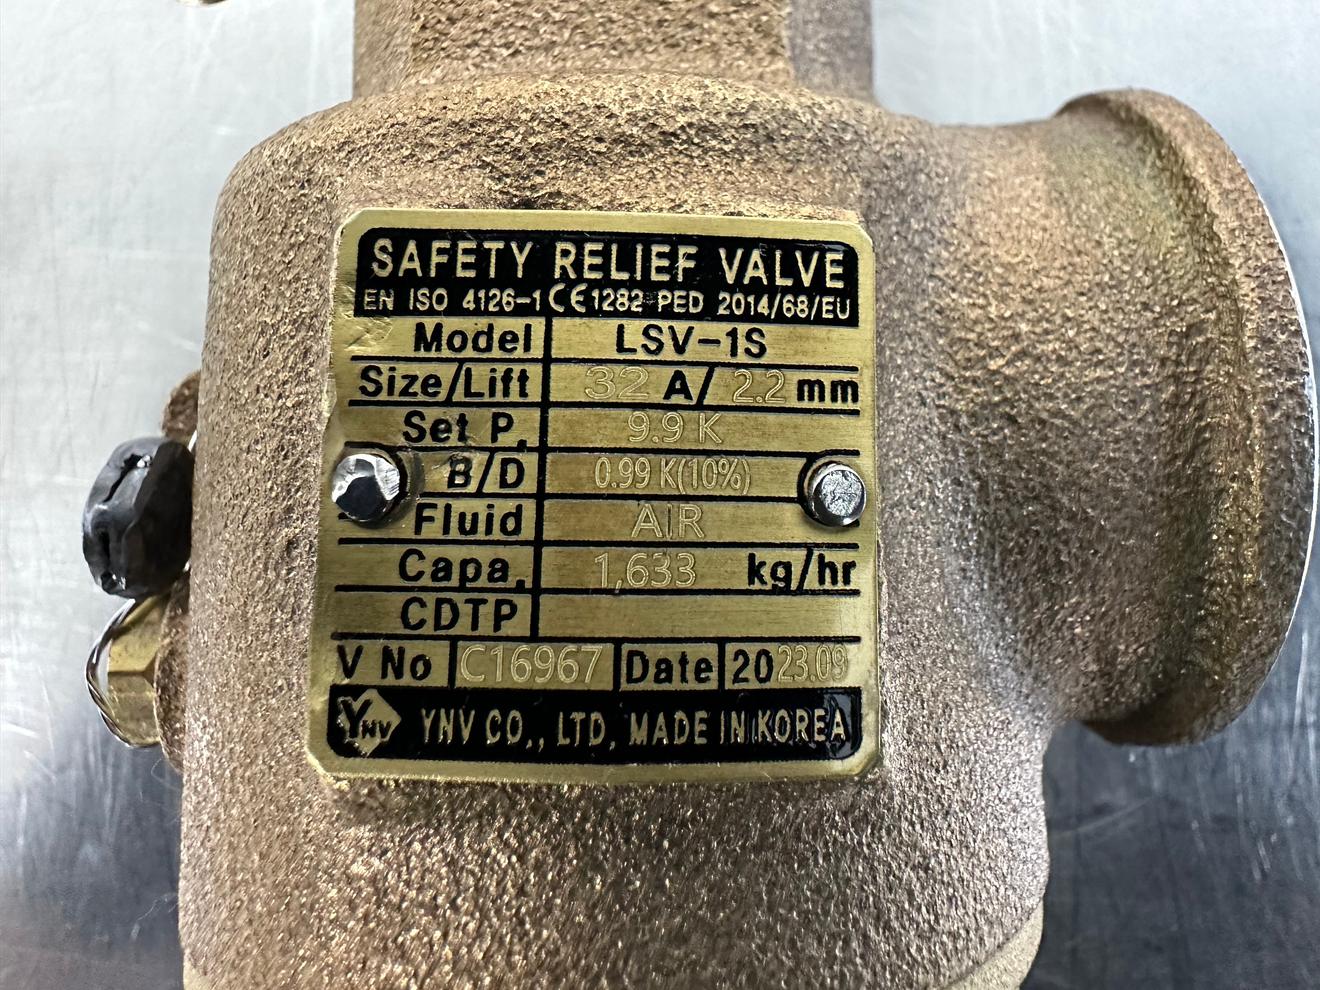 SAFETY RELIEF VALVE
EN ISO 4126-1 CE 1282 PED 2014/68/EU
Model LSV-1S
Size/Lift 32 A/ 2.2 mm
Set P. 9.9 K
B/D 0.99 K(10%)
Fluid AIR
Capa. 1,633 kg/hr
CDTP
V No C16967 Date 2023.09
YNV YNV CO., LTD. MADE IN KOREA